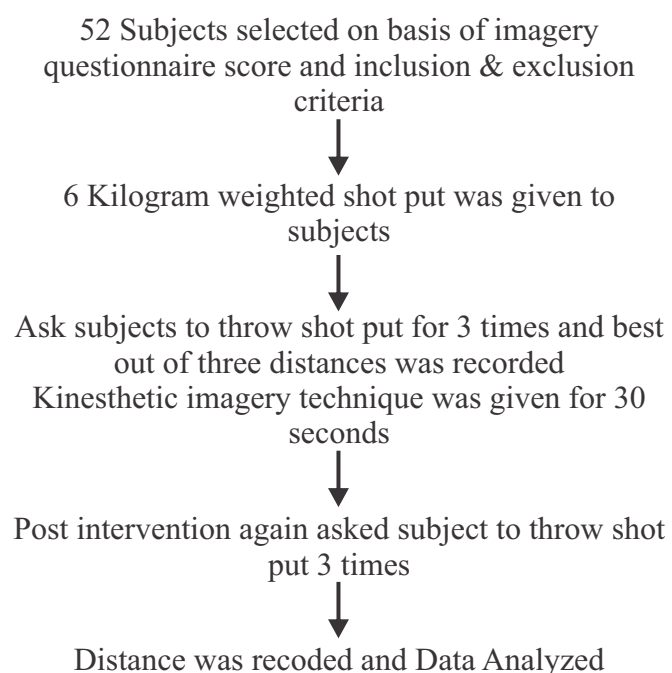 52 Subjects selected on basis of imagery
questionnaire score and inclusion & exclusion
criteria
6 Kilogram weighted shot put was given to
subjects
Ask subjects to throw shot put for 3 times and best
out of three distances was recorded
Kinesthetic imagery technique was given for 30
seconds
Post intervention again asked subject to throw shot
put 3 times
Distance was recoded and Data Analyzed